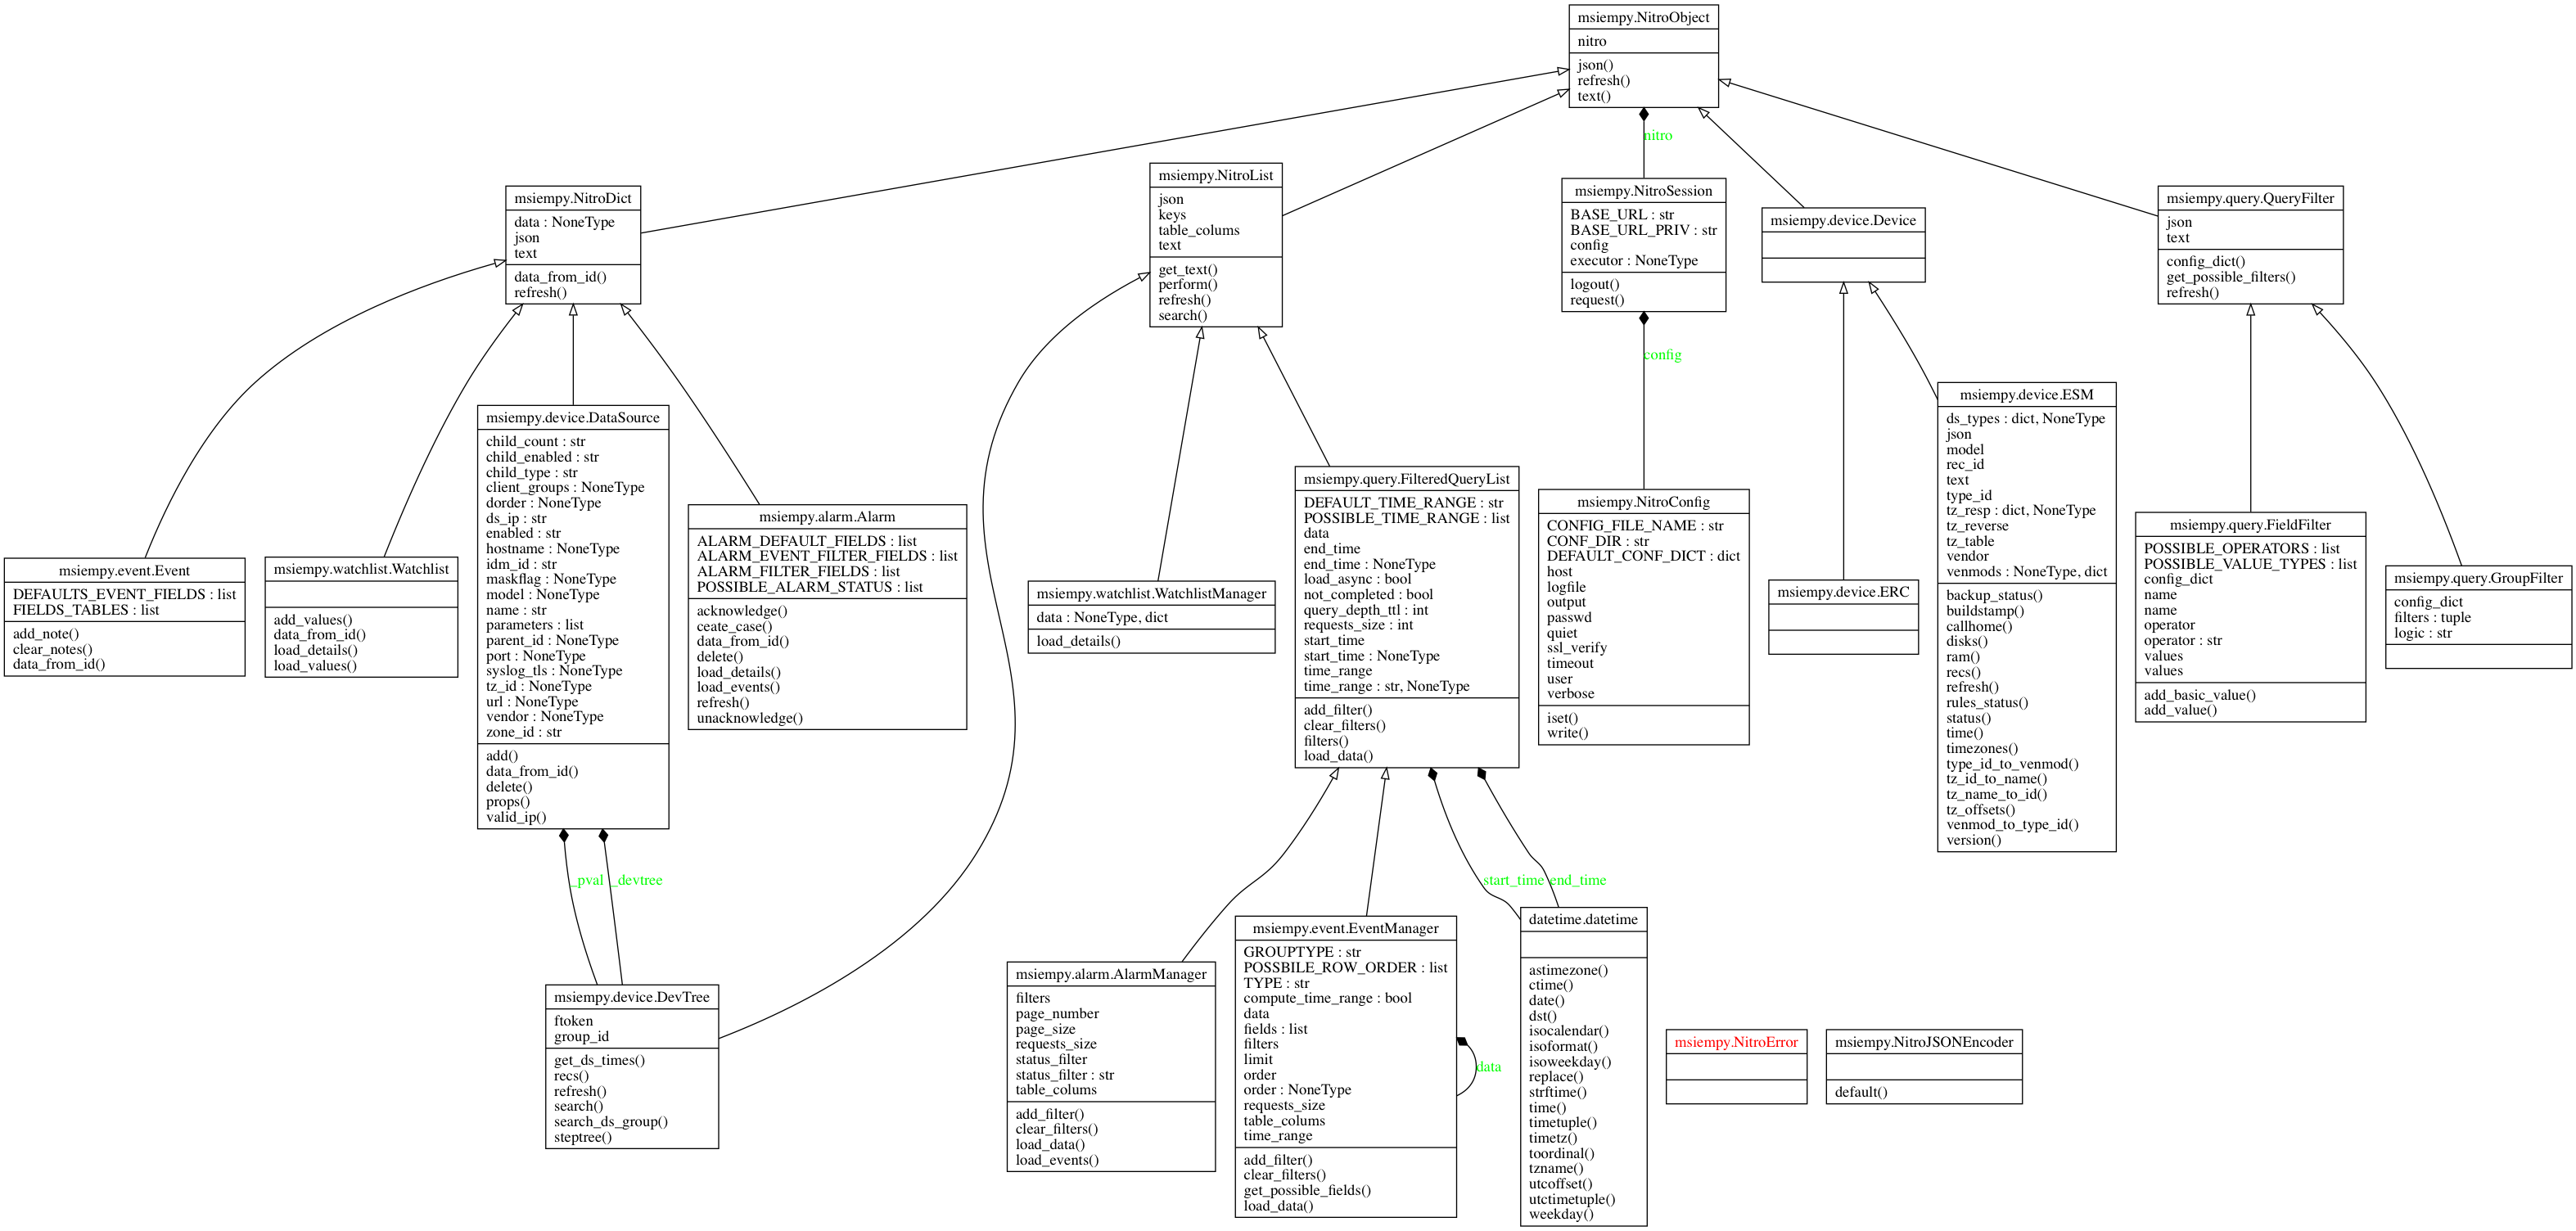 msiempy.NitroObject
nitro
json()
refresh()
text()
nitro
msiempy.NitroDict
data : NoneType
json
text
data_from_id()
refresh()
msiempy.NitroList
json
keys
table_colums
text
get_text()
perform()
refresh()
search()
msiempy.NitroSession
BASE_URL : str
BASE_URL_PRIV : str
config
executor : NoneType
logout()
request()
config
msiempy.device.Device
msiempy.query.QueryFilter
json
text
config_dict()
get_possible_filters()
refresh()
msiempy.event.Event
DEFAULTS_EVENT_FIELDS : list
FIELDS_TABLES : list
add_note()
clear_notes()
data_from_id()
msiempy.watchlist.Watchlist
add_values()
data_from_id()
load_details()
load_values()
msiempy.device.DataSource
child_count : str
child_enabled : str
child_type : str
client_groups : NoneType
dorder : NoneType
ds_ip : str
enabled : str
hostname : NoneType
idm_id : str
maskflag : NoneType
model : NoneType
name : str
parameters : list
parent_id : NoneType
port : NoneType
syslog_tls : NoneType
tz_id : NoneType
url : NoneType
vendor : NoneType
zone_id : str
add()
data_from_id()
delete()
props()
valid_ip()
msiempy.alarm.Alarm
ALARM_DEFAULT_FIELDS : list
ALARM_EVENT_FILTER_FIELDS : list
ALARM_FILTER_FIELDS : list
POSSIBLE_ALARM_STATUS : list
acknowledge()
ceate_case()
data_from_id()
delete()
load_details()
load_events()
refresh()
unacknowledge()
msiempy.watchlist.WatchlistManager
data : NoneType, dict
load_details()
msiempy.query.FilteredQueryList
DEFAULT_TIME_RANGE : str
POSSIBLE_TIME_RANGE : list
data
end_time
end_time : NoneType
load_async : bool
not_completed : bool
query_depth_ttl : int
requests_size : int
start_time
start_time : NoneType
time_range
time_range : str, NoneType
add_filter()
clear_filters()
filters()
load_data()
msiempy.NitroConfig
CONFIG_FILE_NAME : str
CONF_DIR : str
DEFAULT_CONF_DICT : dict
host
logfile
output
passwd
quiet
ssl_verify
timeout
user
verbose
iset()
write()
msiempy.device.ERC
msiempy.device.ESM
ds_types : dict, NoneType
json
model
rec_id
text
type_id
tz_resp : dict, NoneType
tz_reverse
tz_table
vendor
venmods : NoneType, dict
backup_status()
buildstamp()
callhome()
disks()
ram()
recs()
refresh()
rules_status()
status()
time()
timezones()
type_id_to_venmod()
tz_id_to_name()
tz_name_to_id()
tz_offsets()
venmod_to_type_id()
version()
msiempy.query.FieldFilter
POSSIBLE_OPERATORS : list
POSSIBLE_VALUE_TYPES : list
config_dict
name
name
operator
operator : str
values
values
add_basic_value()
add_value()
msiempy.query.GroupFilter
config_dict
filters : tuple
logic : str
_pval
_devtree
start_time
end_time
msiempy.device.DevTree
ftoken
group_id
get_ds_times()
recs()
refresh()
search()
search_ds_group()
steptree()
msiempy.alarm.AlarmManager
filters
page_number
page_size
requests_size
status_filter
status_filter : str
table_colums
add_filter()
clear_filters()
load_data()
load_events()
msiempy.event.EventManager
GROUPTYPE : str
POSSBILE_ROW_ORDER : list
TYPE : str
compute_time_range : bool
data
fields : list
filters
limit
order
order : NoneType
requests_size
table_colums
time_range
add_filter()
clear_filters()
get_possible_fields()
load_data()
data
datetime.datetime
astimezone()
ctime()
date()
dst()
isocalendar()
isoformat()
isoweekday()
replace()
strftime()
time()
timetuple()
timetz()
toordinal()
tzname()
utcoffset()
utctimetuple()
weekday()
msiempy.NitroError
msiempy.NitroJSONEncoder
default()